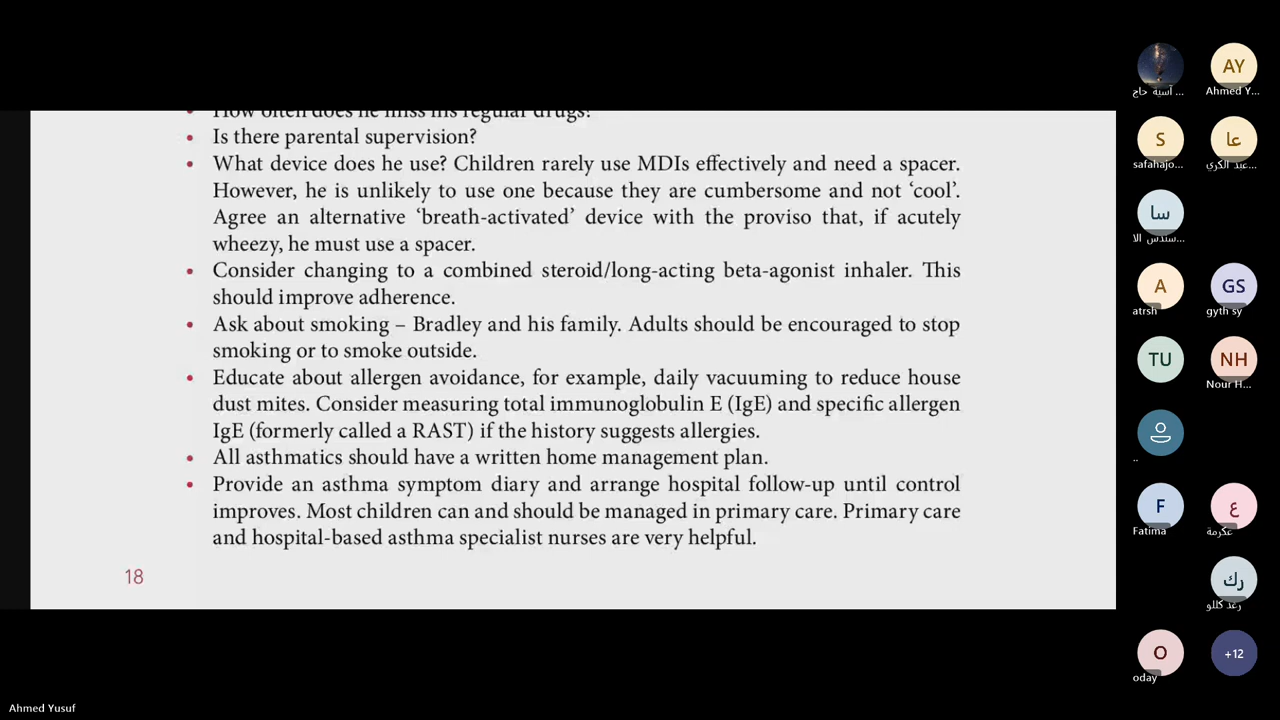 How often does he miss his regular drugs?
• Is there parental supervision?
• What device does he use? Children rarely use MDIs effectively and need a spacer.
However, he is unlikely to use one because they are cumbersome and not ‘cool’.
Agree an alternative ‘breath-activated’ device with the proviso that, if acutely
wheezy, he must use a spacer.
• Consider changing to a combined steroid/long-acting beta-agonist inhaler. This
should improve adherence.
• Ask about smoking – Bradley and his family. Adults should be encouraged to stop
smoking or to smoke outside.
• Educate about allergen avoidance, for example, daily vacuuming to reduce house
dust mites. Consider measuring total immunoglobulin E (IgE) and specific allergen
IgE (formerly called a RAST) if the history suggests allergies.
• All asthmatics should have a written home management plan.
• Provide an asthma symptom diary and arrange hospital follow-up until control
improves. Most children can and should be managed in primary care. Primary care
and hospital-based asthma specialist nurses are very helpful.
18
Ahmed Yusuf
آسية حاج ...
AY
Ahmed Y...
S
safahajo...
عا
عبد الكري...
سا
A
atrsh
GS
gyth sy
TU
NH
Nour H...
..
F
Fatima
ع
عكرمة
رك
رغد كللو
O
oday
+12